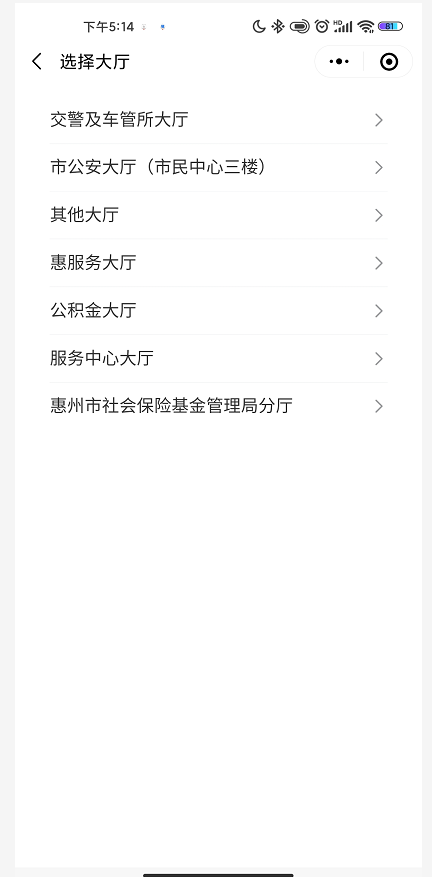 下午5:14
HD
81
选择大厅
交警及车管所大厅
市公安大厅（市民中心三楼）
其他大厅
惠服务大厅
公积金大厅
服务中心大厅
惠州市社会保险基金管理局分厅